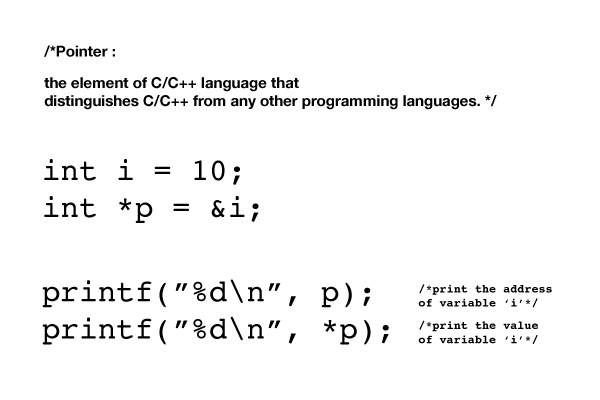 /*Pointer :
the element of C/C++ language that
distinguishes C/C++ from any other programming languages. */
int i = 10;
int *p = &i;
printf(”%d\n”, p);
/*print the address
of variable ‘i’*/
printf(”%d\n”, *p);
/*print the value
of variable ‘i’*/